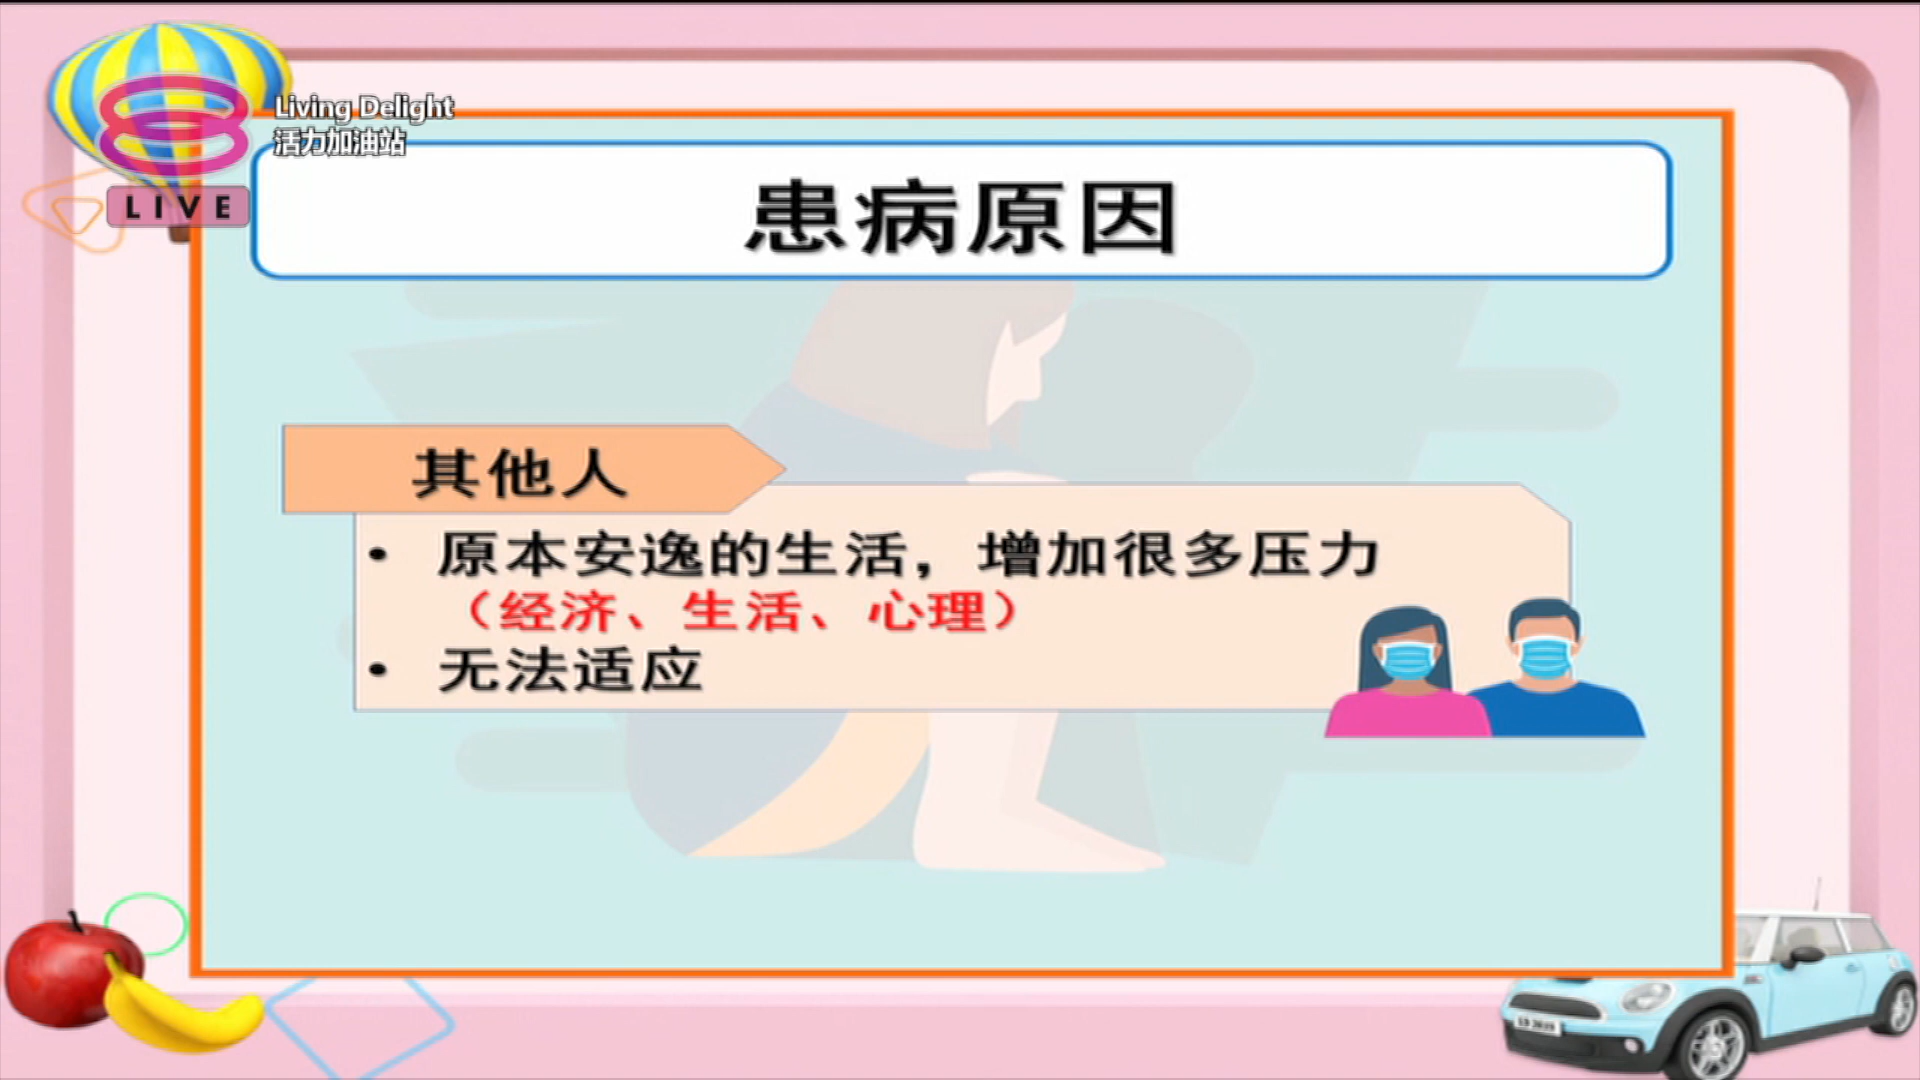 Living Delight
活力加油站
LIVE
患病原因
其他人
• 原本安逸的生活，增加很多压力
（经济、生活、心理）
• 无法适应